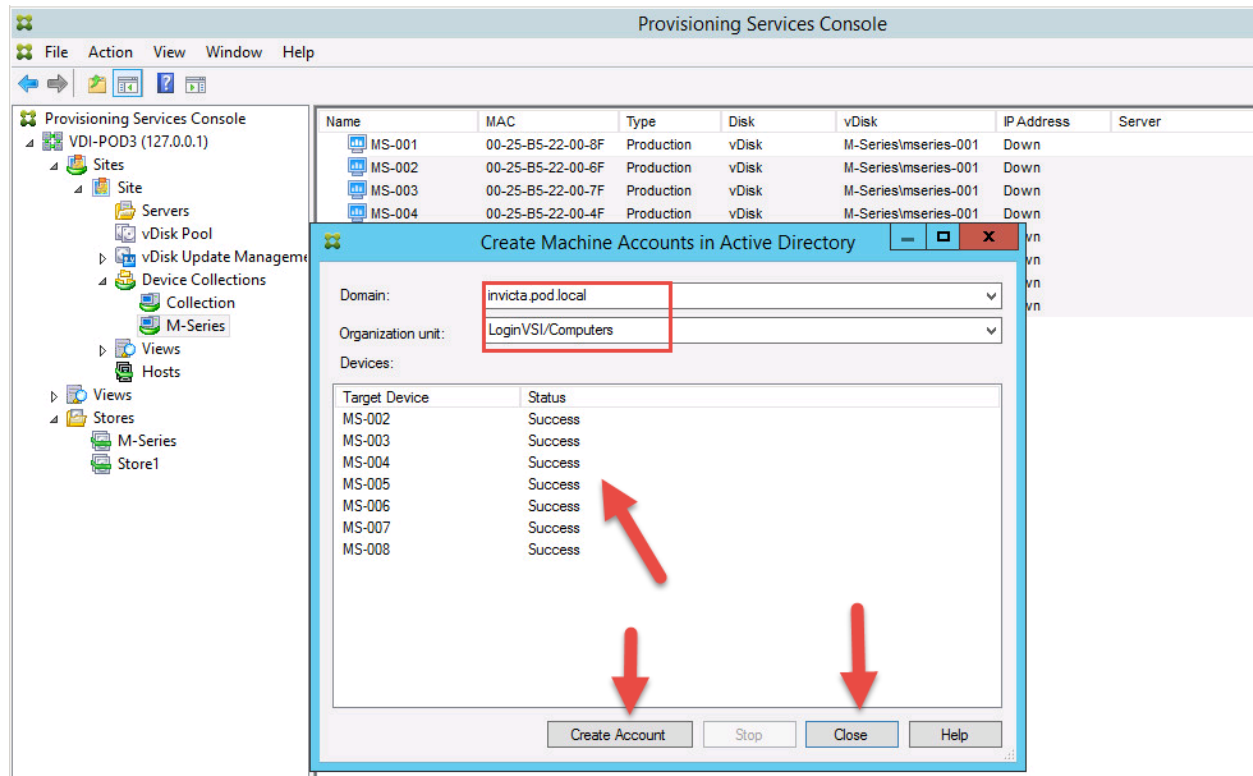 Provisioning Services Console
File Action View Window Help
Provisioning Services Console
VDI-POD3 (127.0.0.1)
Sites
Site
Servers
vDisk Pool
vDisk Update Manageme
Device Collections
Collection
M-Series
Views
Hosts
Views
Stores
M-Series
Store1
Name MAC Type Disk vDisk IP Address Server
MS-001 00-25-B5-22-00-8F Production vDisk M-Series\mseries-001 Down
MS-002 00-25-B5-22-00-6F Production vDisk M-Series\mseries-001 Down
MS-003 00-25-B5-22-00-7F Production vDisk M-Series\mseries-001 Down
MS-004 00-25-B5-22-00-4F Production vDisk M-Series\mseries-001 Down
wn
wn
wn
wn
Create Machine Accounts in Active Directory
Domain: invicta.pod.local
Organization unit: LoginVSI/Computers
Devices:
Target Device Status
MS-002 Success
MS-003 Success
MS-004 Success
MS-005 Success
MS-006 Success
MS-007 Success
MS-008 Success
Create Account Stop Close Help